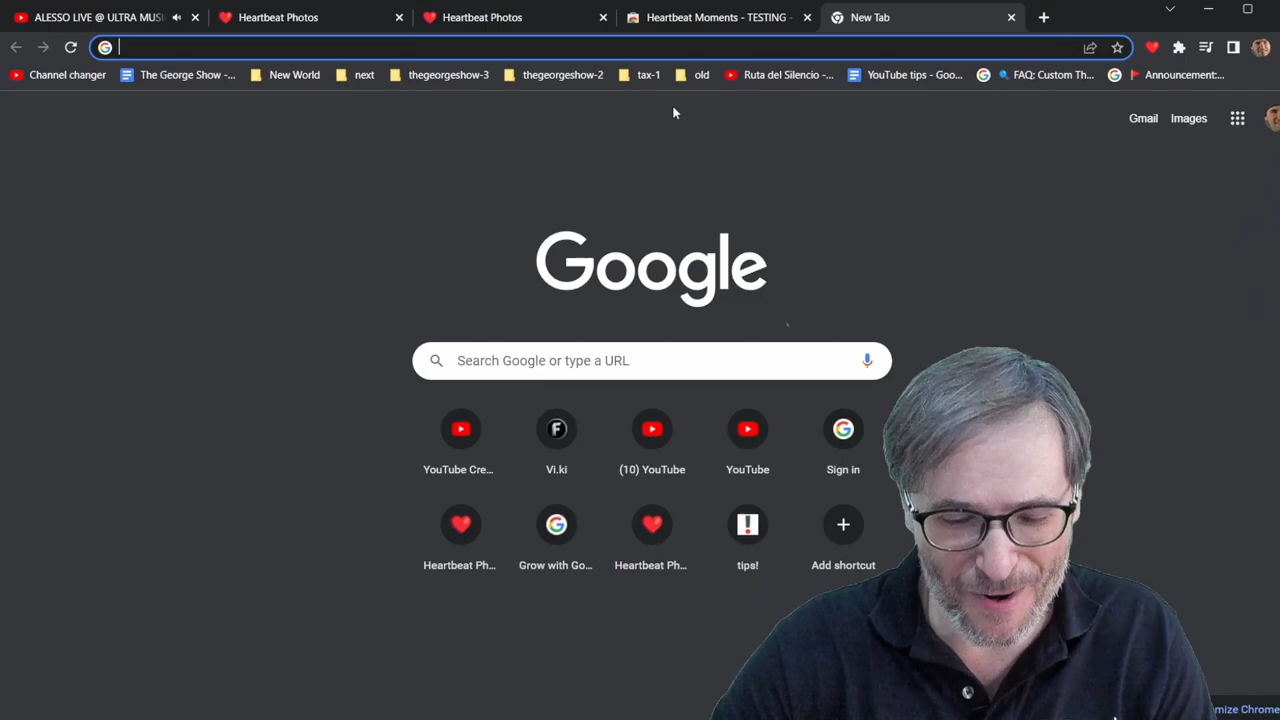 ALESSO LIVE @ ULTRA MUSI
Heartbeat Photos
Heartbeat Photos
Heartbeat Moments - TESTING -
New Tab
Channel changer
The George Show -...
New World
next
thegeorgeshow-3
thegeorgeshow-2
tax-1
old
Ruta del Silencio -...
YouTube tips - Goo...
FAQ: Custom Th...
Announcement:...
Gmail
Images
Google
Search Google or type a URL
YouTube Cre...
Vi.ki
(10) YouTube
YouTube
Sign in
Heartbeat Ph...
Grow with Go...
Heartbeat Ph...
tips!
Add shortcut
mize Chrome